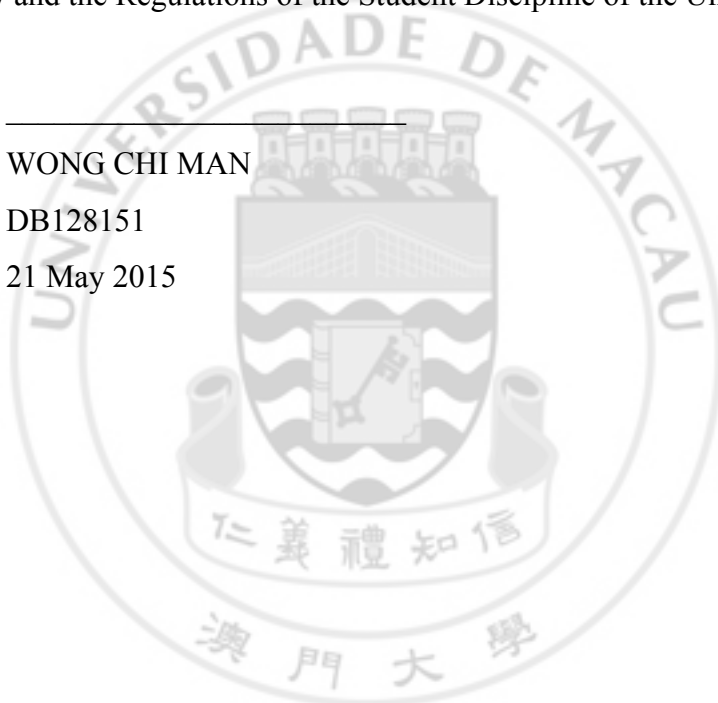 and the Regulations of the Student Discipline of the
WONG CHI MAN
DB128151
21 May 2015
UNIVERSIDADE DE MACAU
仁義禮知信
澳門大學